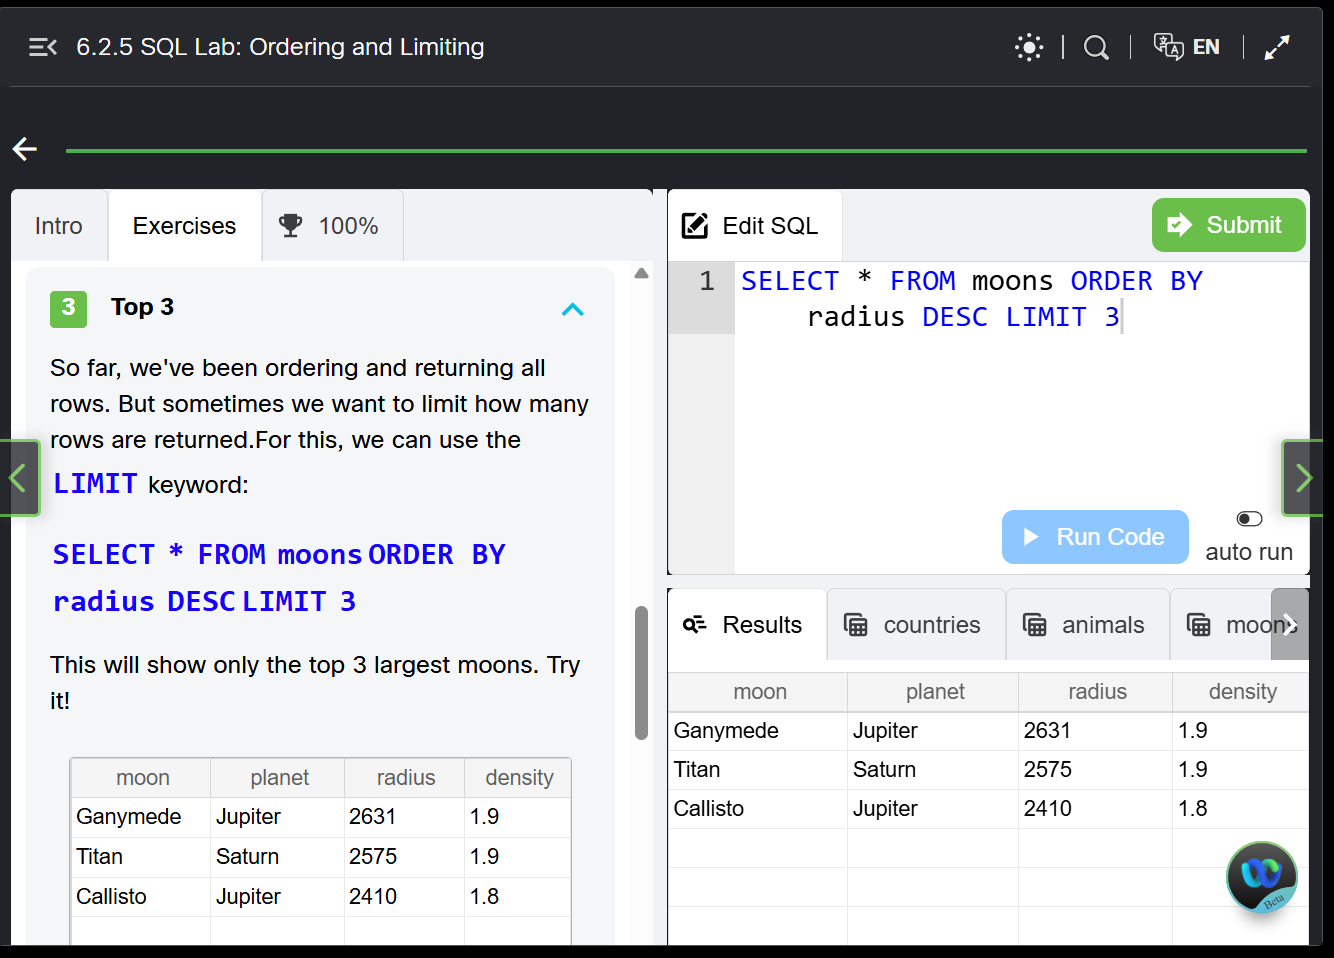 6.2.5 SQL Lab: Ordering and Limiting
EN
Intro
Exercises
100%
3 Top 3
So far, we've been ordering and returning all
rows. But sometimes we want to limit how many
rows are returned.For this, we can use the
LIMIT keyword:
SELECT * FROM moons ORDER BY
radius DESC LIMIT 3
This will show only the top 3 largest moons. Try
it!
moon planet radius density
Ganymede Jupiter 2631 1.9
Titan Saturn 2575 1.9
Callisto Jupiter 2410 1.8
Edit SQL
Submit
1 SELECT * FROM moons ORDER BY
radius DESC LIMIT 3
Run Code
auto run
Results
countries
animals
moons
moon planet radius density
Ganymede Jupiter 2631 1.9
Titan Saturn 2575 1.9
Callisto Jupiter 2410 1.8
Beta